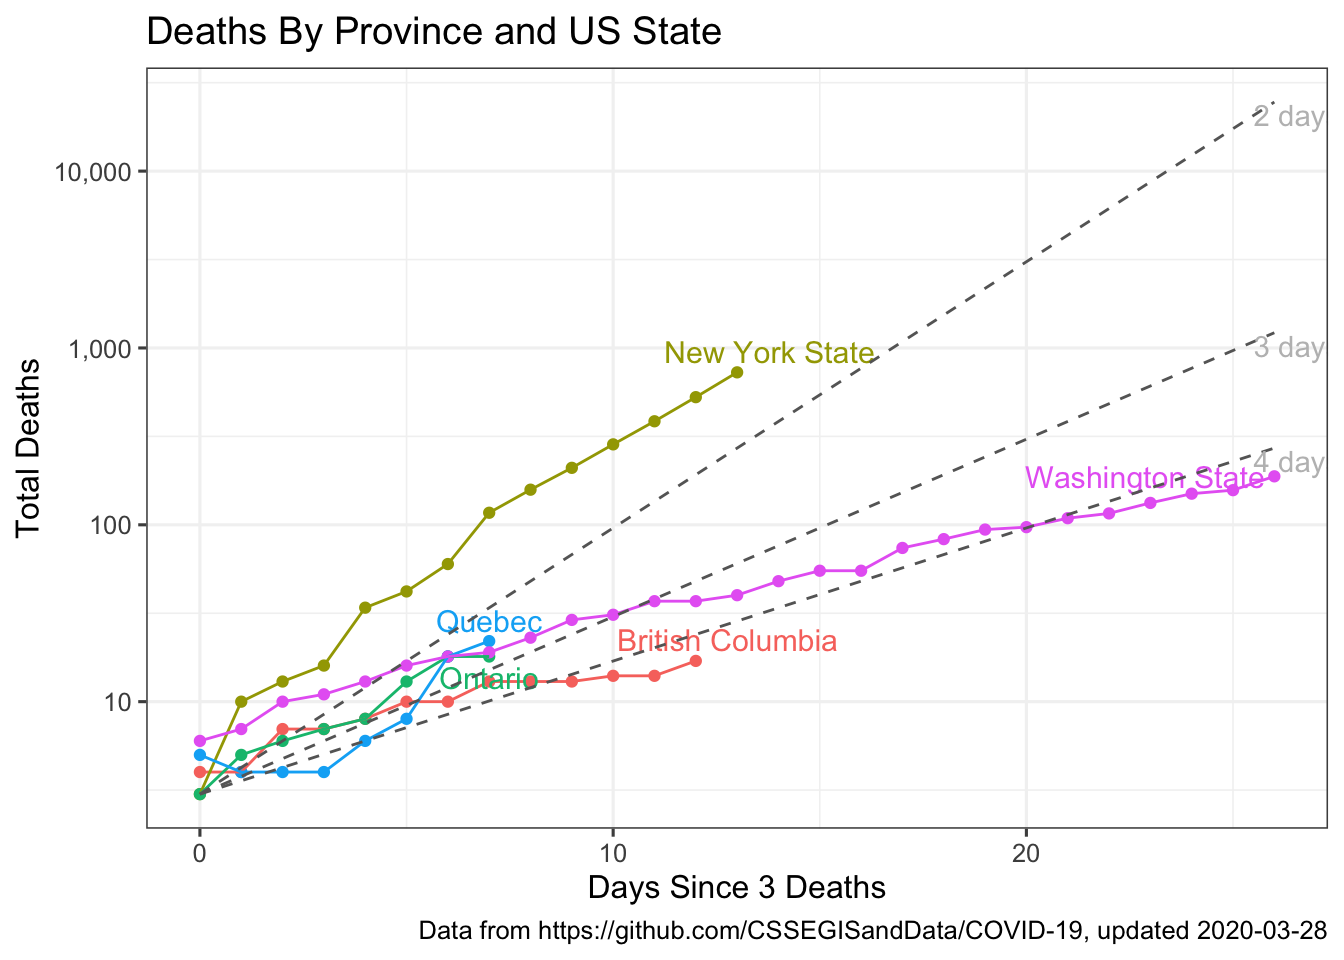 Deaths By Province and US State
2 day
10,000
1,000
New York State
3 day
4 day
Washington State
Total Deaths
100
Quebec
British Columbia
Ontario
10
0
10
20
Days Since 3 Deaths
Data from https://github.com/CSSEGISandData/COVID-19, updated 2020-03-28